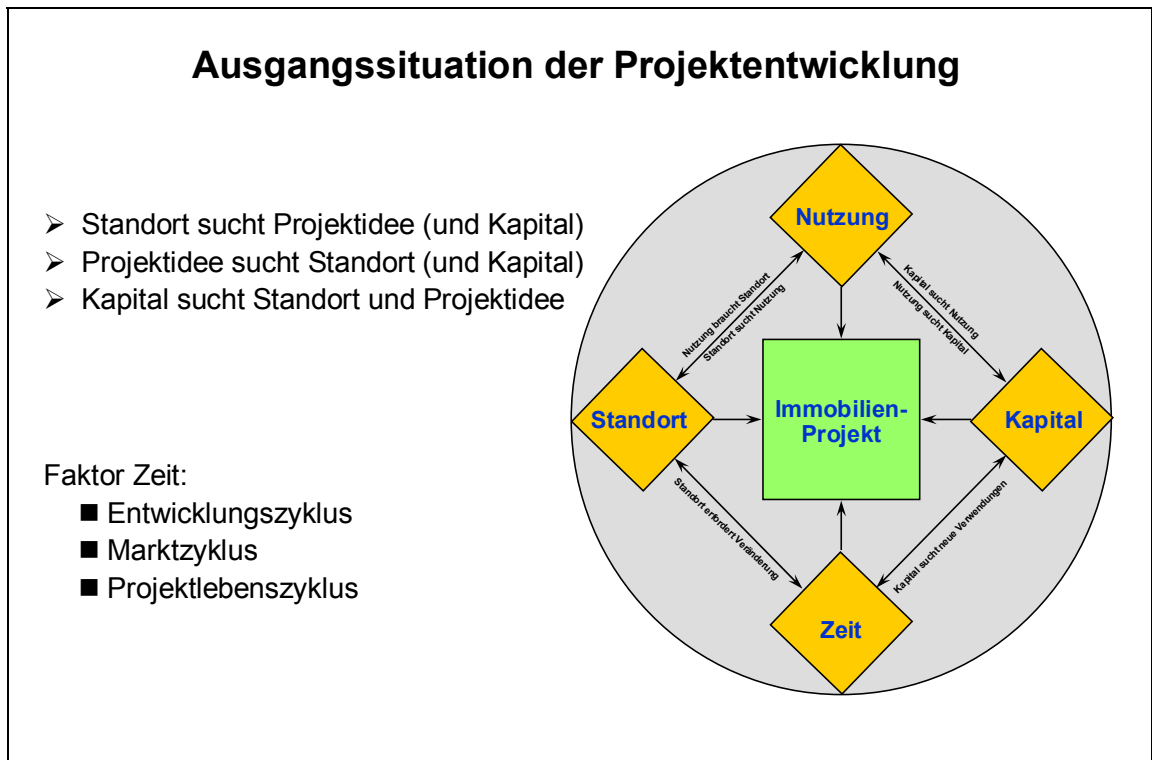 Ausgangssituation der Projektentwicklung
➢ Standort sucht Projektidee (und Kapital)
➢ Projektidee sucht Standort (und Kapital)
➢ Kapital sucht Standort und Projektidee
Faktor Zeit:
■ Entwicklungszyklus
■ Marktzyklus
■ Projektlebenszyklus
Nutzung
Nutzung braucht Standort
Standort sucht Nutzung
Kapital sucht Nutzung
Nutzung sucht Kapital
Standort
Immobilien-
Projekt
Kapital
Standort erfordert Veränderung
Kapital sucht neue Verwendungen
Zeit